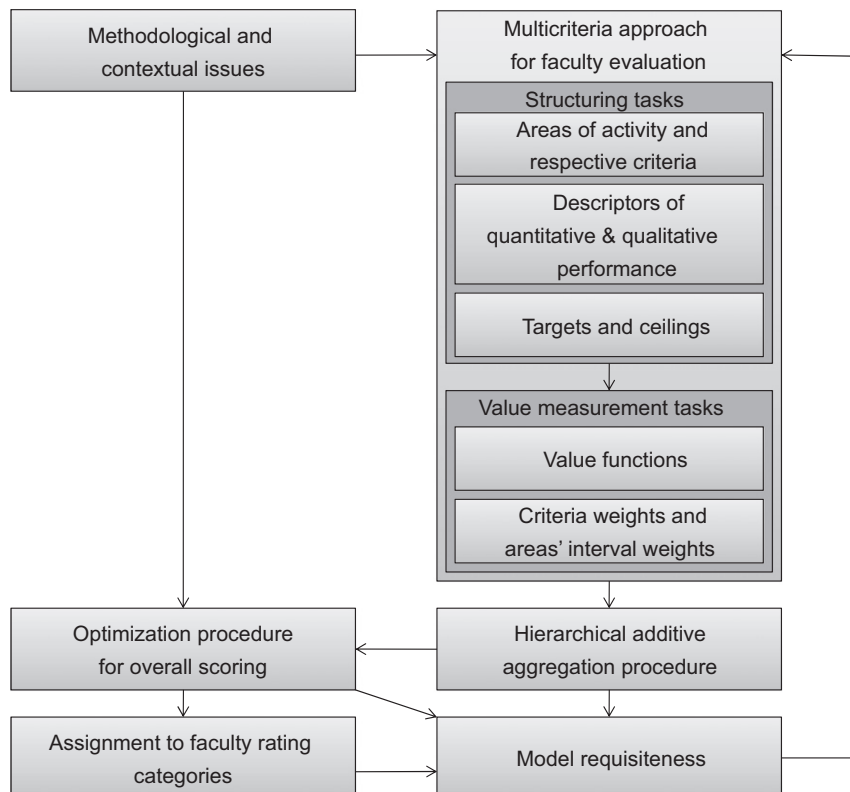 Methodological and
contextual issues
Multicriteria approach
for faculty evaluation
Structuring tasks
Areas of activity and
respective criteria
Descriptors of
quantitative & qualitative
performance
Targets and ceilings
Value measurement tasks
Value functions
Criteria weights and
areas’ interval weights
Optimization procedure
for overall scoring
Hierarchical additive
aggregation procedure
Assignment to faculty rating
categories
Model requisiteness